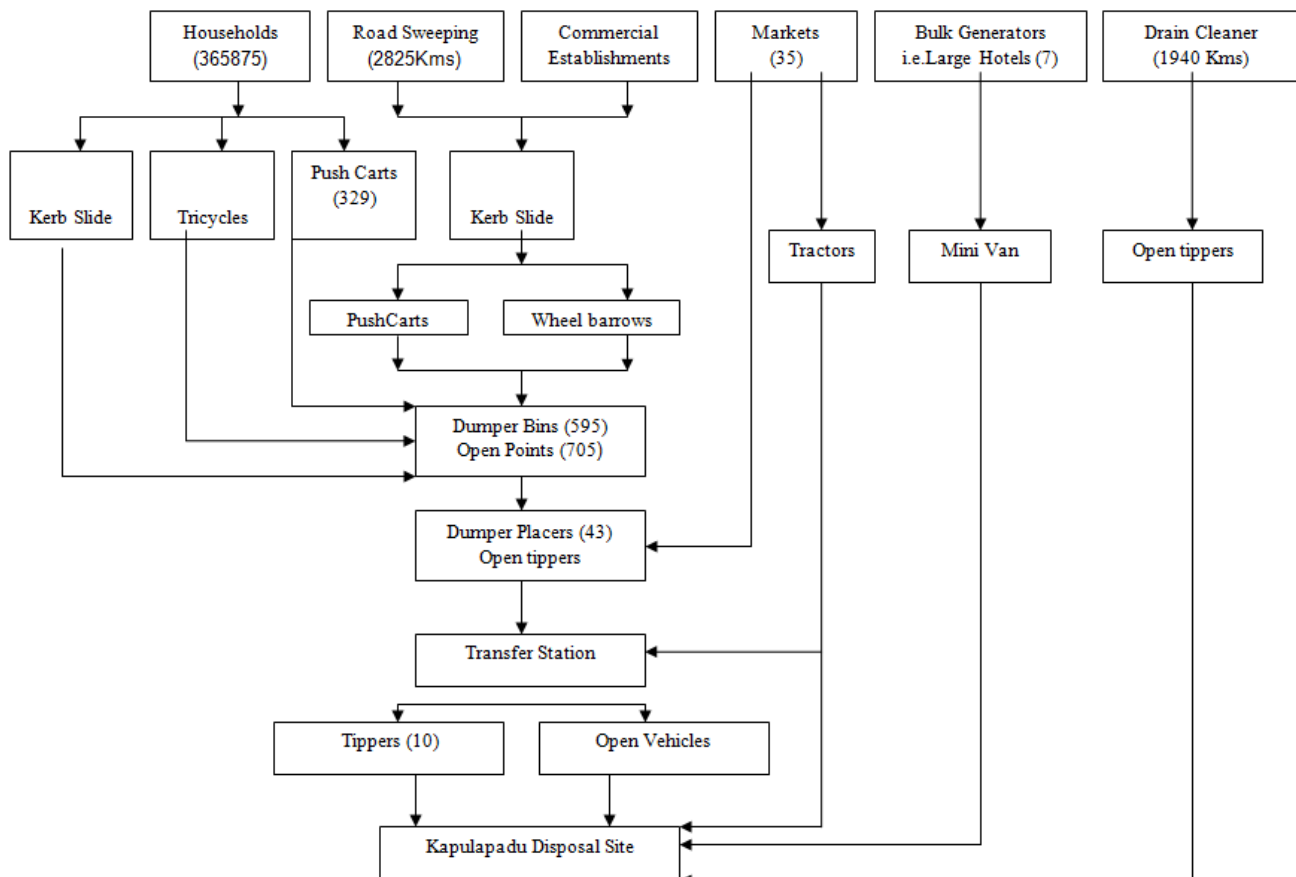 Households
(365875)
Road Sweeping
(2825Kms)
Commercial
Establishments
Markets
(35)
Bulk Generators
i.e.Large Hotels (7)
Drain Cleaner
(1940 Kms)
Kerb Slide
Tricycles
Push Carts
(329)
Kerb Slide
Tractors
Mini Van
Open tippers
PushCarts
Wheel barrows
Dumper Bins (595)
Open Points (705)
Dumper Placers (43)
Open tippers
Transfer Station
Tippers (10)
Open Vehicles
Kapulapadu Disposal Site